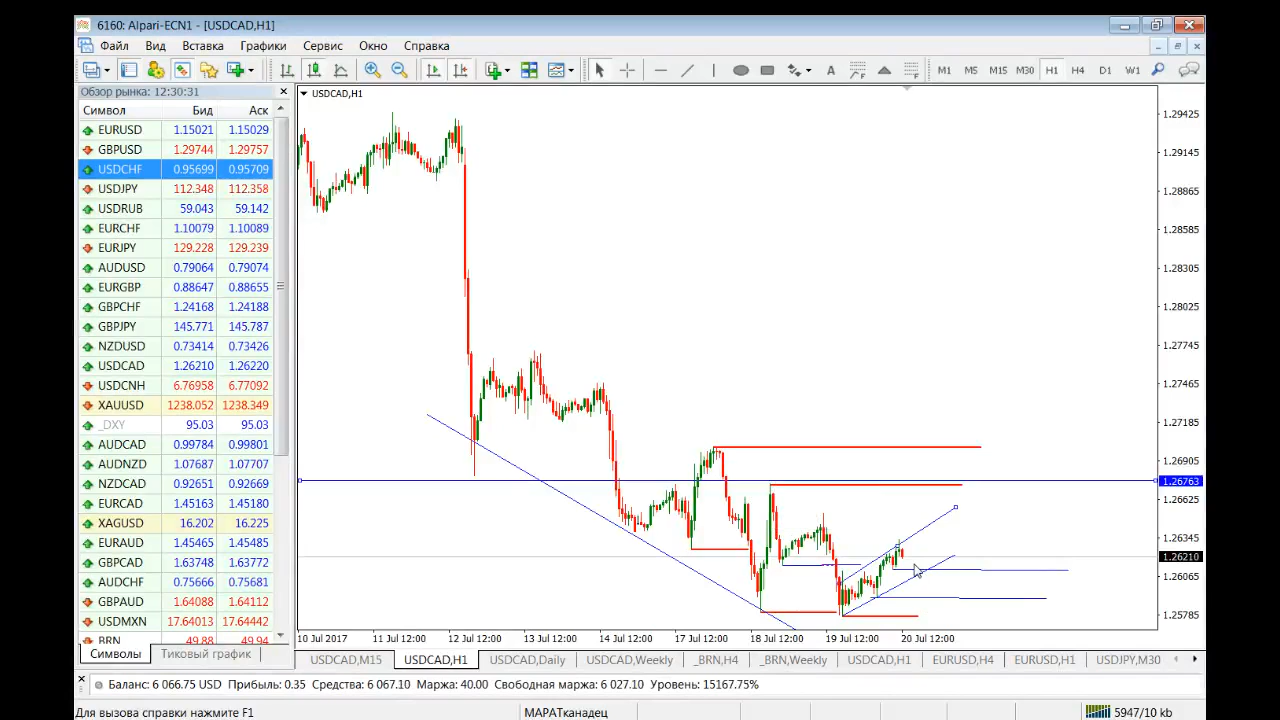 6160: Alpari-ECN1 - [USDCAD,H1]
Файл Вид Вставка Графики Сервис Окно Справка
A M1 M5 M15 M30 H1 H4 D1 W1
Обзор рынка: 12:30:31
Символ Бид Аск
EURUSD 1.15021 1.15029
GBPUSD 1.29744 1.29757
USDCHF 0.95699 0.95709
USDJPY 112.348 112.358
USDRUB 59.043 59.142
EURCHF 1.10079 1.10089
EURJPY 129.228 129.239
AUDUSD 0.79064 0.79074
EURGBP 0.88647 0.88655
GBPCHF 1.24168 1.24188
GBPJPY 145.771 145.787
NZDUSD 0.73414 0.73426
USDCAD 1.26210 1.26220
USDCNH 6.76958 6.77092
XAUUSD 1238.052 1238.349
_DXY 95.03 95.03
AUDCAD 0.99784 0.99801
AUDNZD 1.07687 1.07707
NZDCAD 0.92651 0.92669
EURCAD 1.45163 1.45180
XAGUSD 16.202 16.225
EURAUD 1.45465 1.45485
GBPCAD 1.63748 1.63774
AUDCHF 0.75666 0.75681
GBPAUD 1.64088 1.64112
USDMXN 17.64013 17.64442
BRN 49.88 49.94
Символы Тиковый график
USDCAD,H1
1.29425
1.29145
1.28865
1.28585
1.28305
1.28025
1.27745
1.27465
1.27185
1.26905
1.26763
1.26625
1.26345
1.26210
1.26065
1.25785
10 Jul 2017 11 Jul 12:00 12 Jul 12:00 13 Jul 12:00 14 Jul 12:00 17 Jul 12:00 18 Jul 12:00 19 Jul 12:00 20 Jul 12:00
USDCAD,M15 USDCAD,H1 USDCAD,Daily USDCAD,Weekly _BRN,H4 _BRN,Weekly USDCAD,H1 EURUSD,H4 EURUSD,H1 USDJPY,M30
Баланс: 6 066.75 USD Прибыль: 0.35 Средства: 6 067.10 Маржа: 40.00 Свободная маржа: 6 027.10 Уровень: 15167.75%
Для вызова справки нажмите F1 МАРАТканадец 5947/10 kb